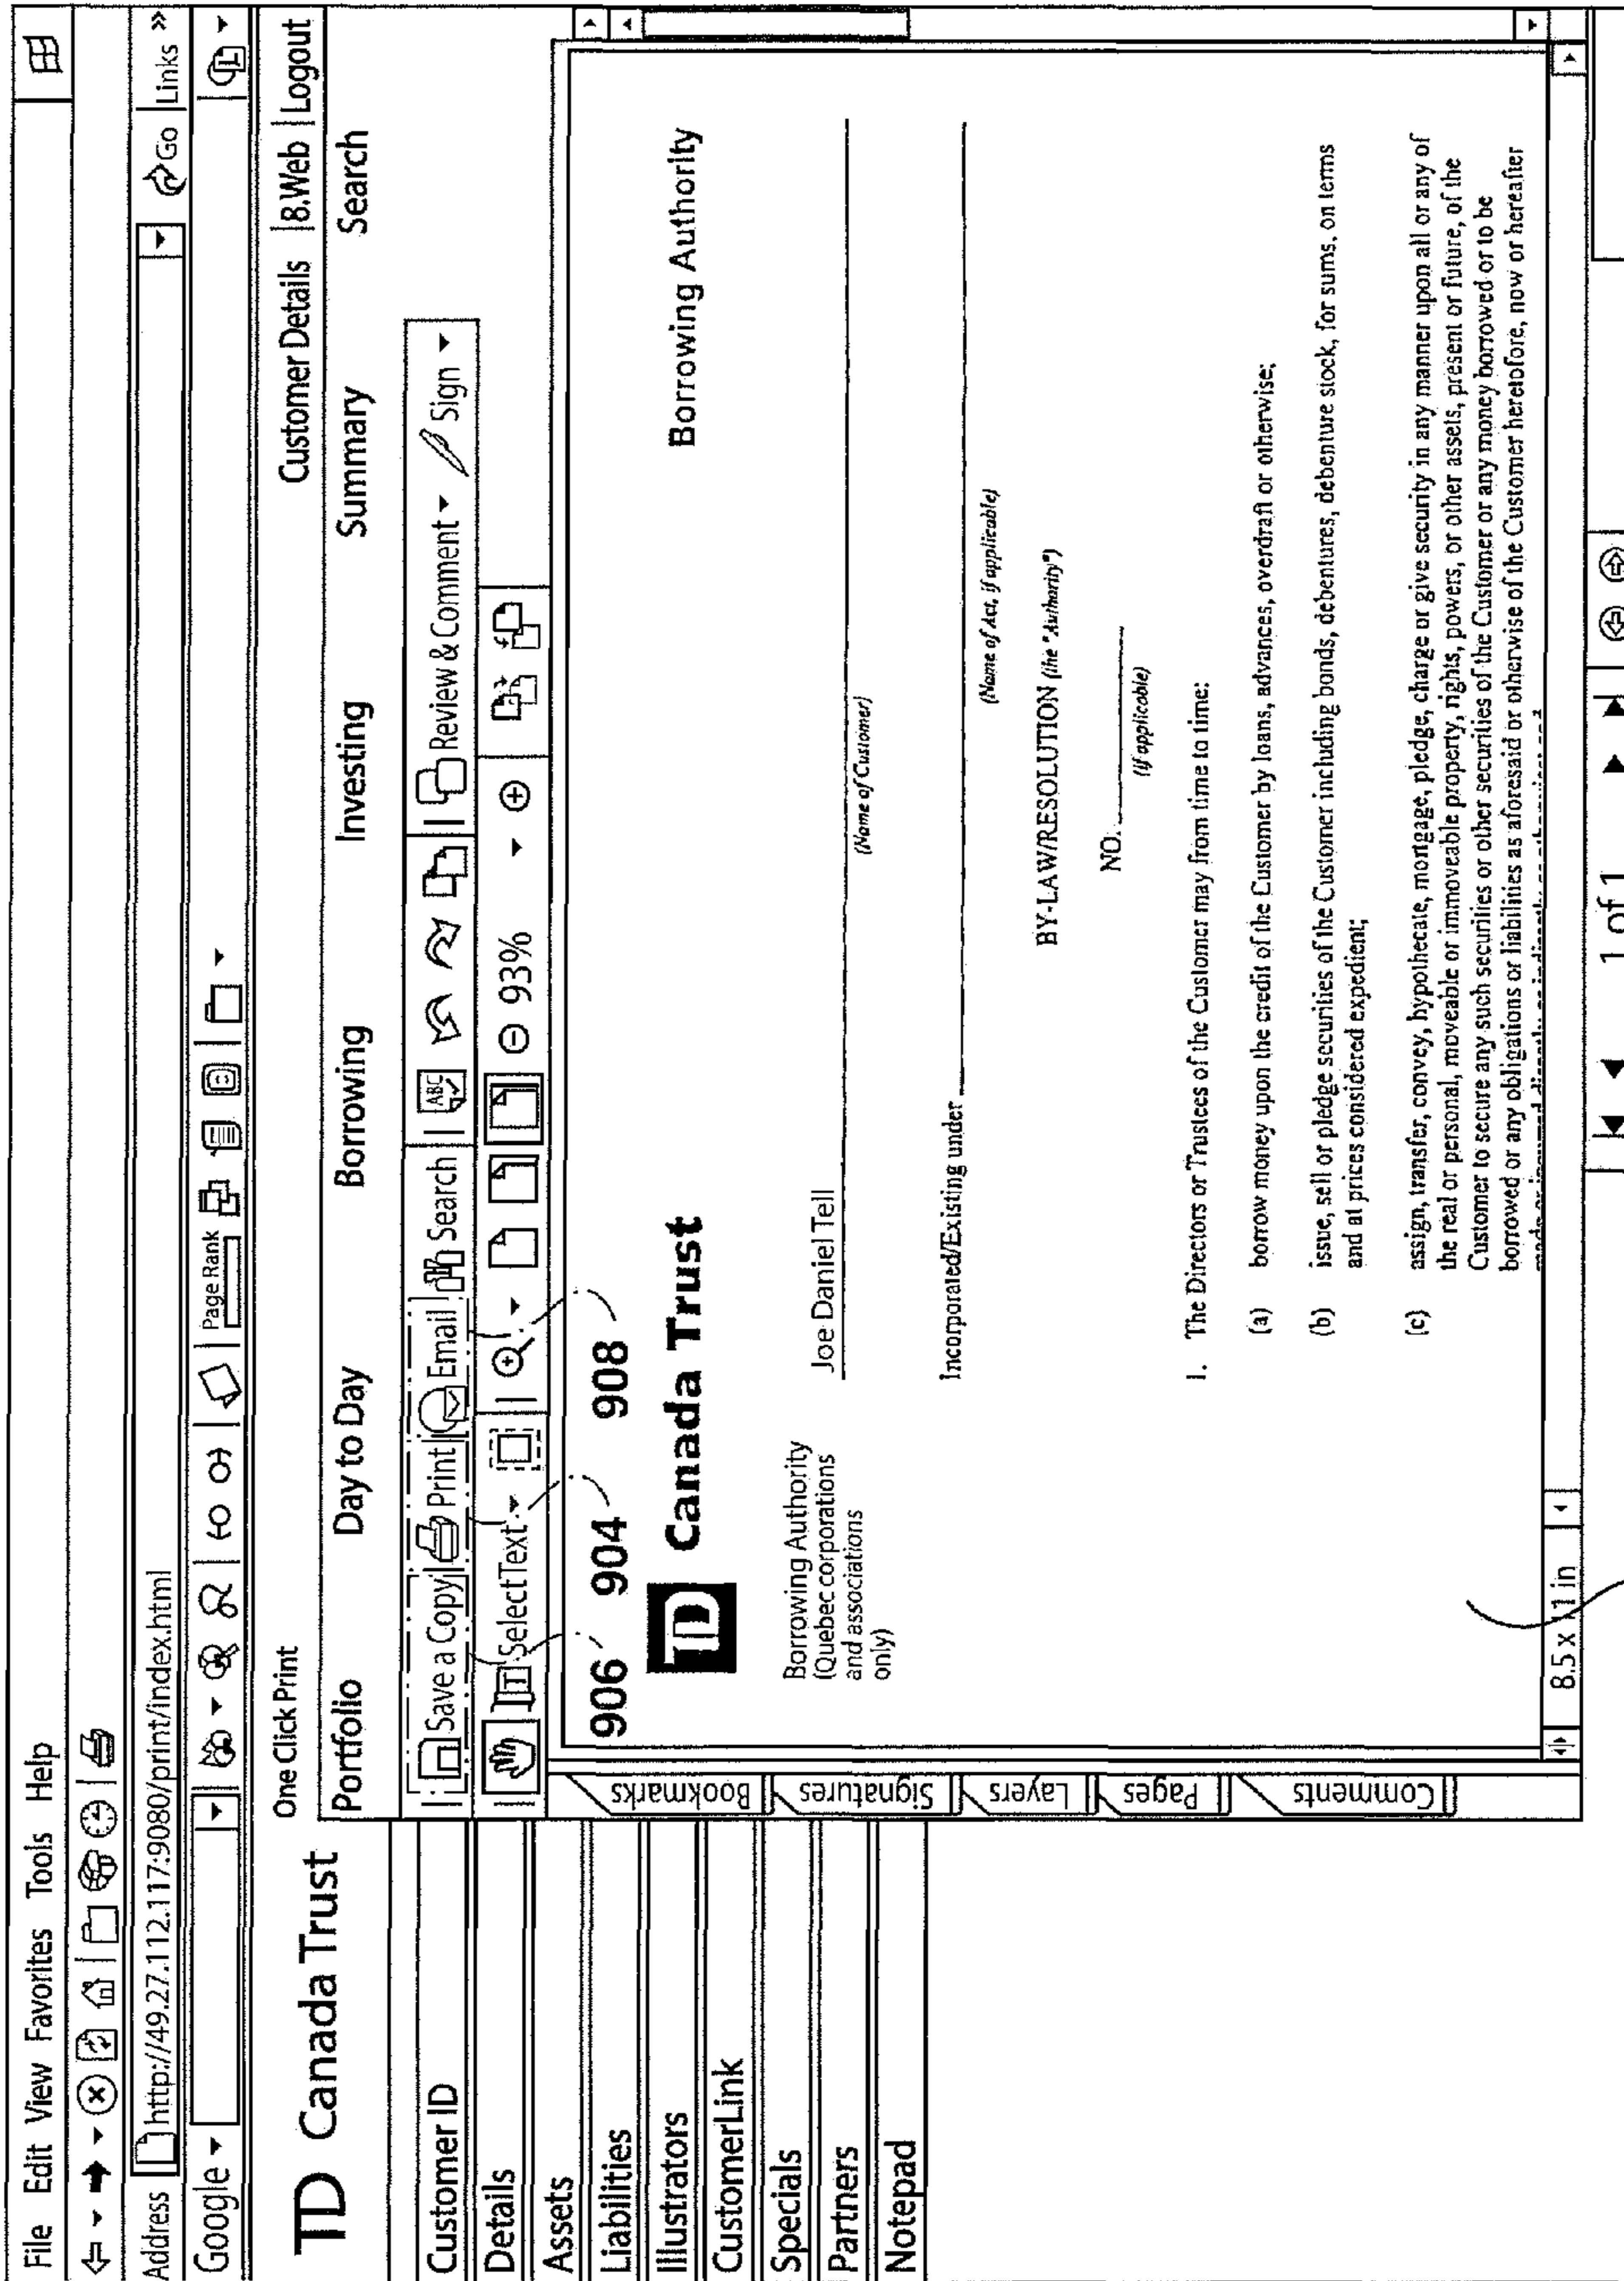 File Edit View Favorites Tools Help
Address http://49.27.112.117:9080/print/index.html Go Links »
Google Page Rank
One Click Print
Customer Details 8.Web Logout
TD Canada Trust
Portfolio Day to Day Borrowing Investing Summary Search
Customer ID
Details
Assets
Liabilities
Illustrators
CustomerLink
Specials
Partners
Notepad
Save a Copy Print Email Search ABC Review & Comment Sign
T SelectText 93%
Bookmarks
Signatures
Layers
Pages
Comments
906 904 908
TD Canada Trust
Borrowing Authority
Borrowing Authority
(Quebec corporations
and associations
only)
Joe Daniel Tell
(Name of Customer)
Incorporated/Existing under
(Name of Act, if applicable)
BY-LAW/RESOLUTION (the "Authority")
NO.
(if applicable)
1. The Directors or Trustees of the Customer may from time to time:
(a) borrow money upon the credit of the Customer by loans, advances, overdraft or otherwise;
(b) issue, sell or pledge securities of the Customer including bonds, debentures, debenture stock, for sums, on terms
and at prices considered expedient;
(c) assign, transfer, convey, hypothecate, mortgage, pledge, charge or give security in any manner upon all or any of
the real or personal, moveable or immoveable property, rights, powers, or other assets, present or future, of the
Customer to secure any such securities or other securities of the Customer or any money borrowed or to be
borrowed or any obligations or liabilities as aforesaid or otherwise of the Customer heretofore, now or hereafter
8.5 x 11 in
1 of 1